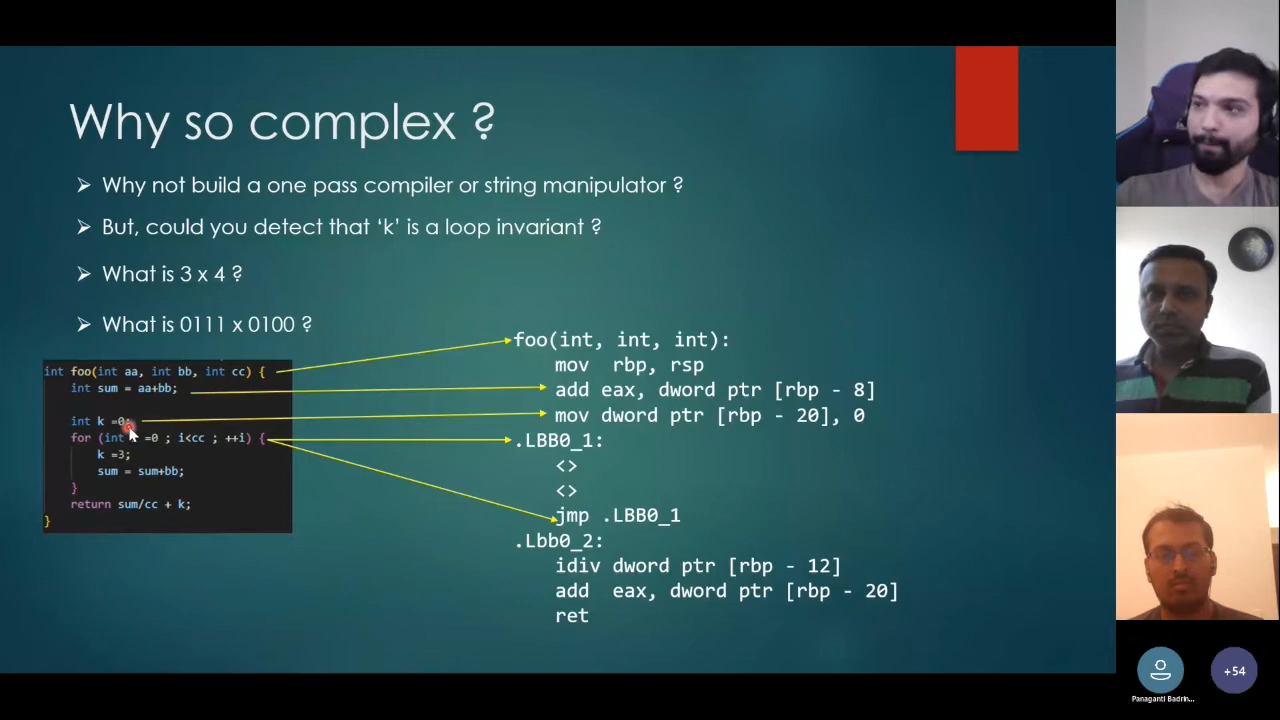 Why so complex ?
Why not build a one pass compiler or string manipulator ?
But, could you detect that ‘k’ is a loop invariant ?
What is 3 x 4 ?
What is 0111 x 0100 ?
int foo(int aa, int bb, int cc) {
int sum = aa+bb;
int k =0;
for (int =0 ; i<cc ; ++i) {
k =3;
sum = sum+bb;
}
return sum/cc + k;
}
foo(int, int, int):
mov rbp, rsp
add eax, dword ptr [rbp - 8]
mov dword ptr [rbp - 20], 0
.LBB0_1:
<>
<>
jmp .LBB0_1
.Lbb0_2:
idiv dword ptr [rbp - 12]
add eax, dword ptr [rbp - 20]
ret
Panaganti Badrin...
+54